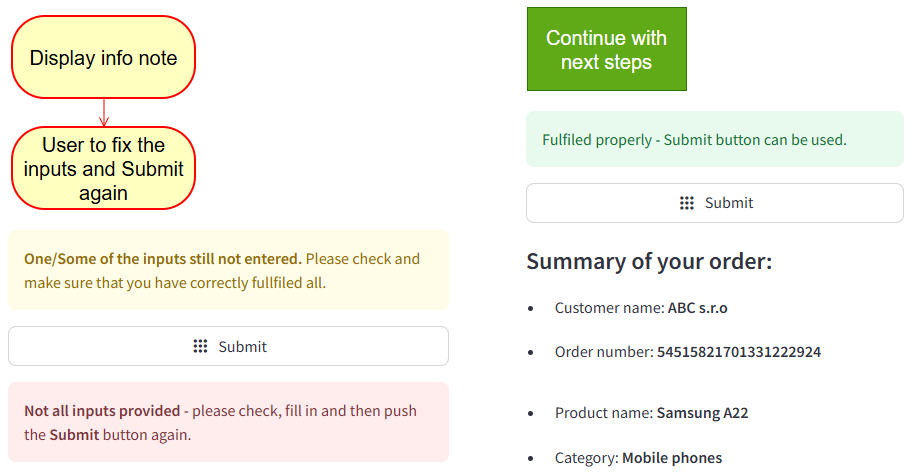 Display info note
User to fix the
inputs and Submit
again
One/Some of the inputs still not entered. Please check and
make sure that you have correctly fullfiled all.
Submit
Not all inputs provided - please check, fill in and then push
the Submit button again.
Continue with
next steps
Fulfiled properly - Submit button can be used.
Submit
Summary of your order:
• Customer name: ABC s.r.o
• Order number: 54515821701331222924
• Product name: Samsung A22
• Category: Mobile phones